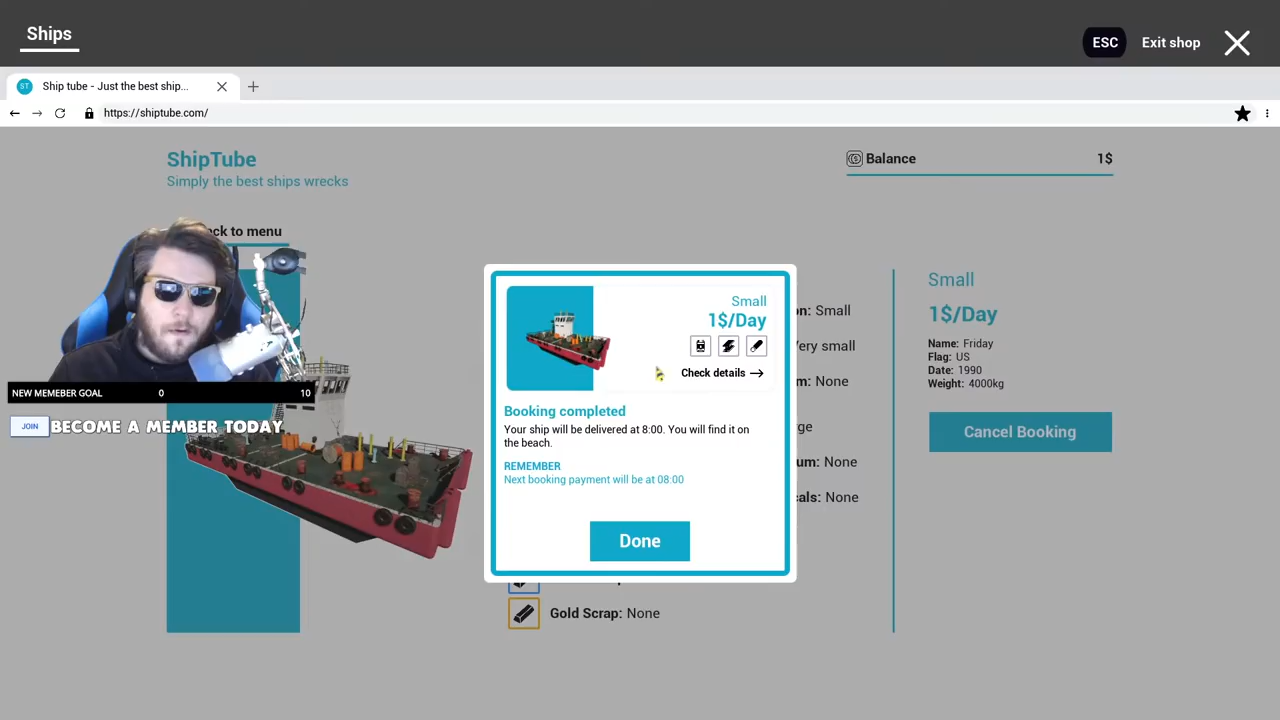 Ships
ESC Exit shop
ST Ship tube - Just the best ship...
https://shiptube.com/
ShipTube
Simply the best ships wrecks
Balance 1$
ck to menu
Small
1$/Day
Check details
Booking completed
Your ship will be delivered at 8:00. You will find it on
the beach.
REMEMBER
Next booking payment will be at 08:00
Done
n: Small
ery small
m: None
rge
um: None
cals: None
Gold Scrap: None
Small
1$/Day
Name: Friday
Flag: US
Date: 1990
Weight: 4000kg
Cancel Booking
NEW MEMEBER GOAL 0 10
JOIN BECOME A MEMBER TODAY